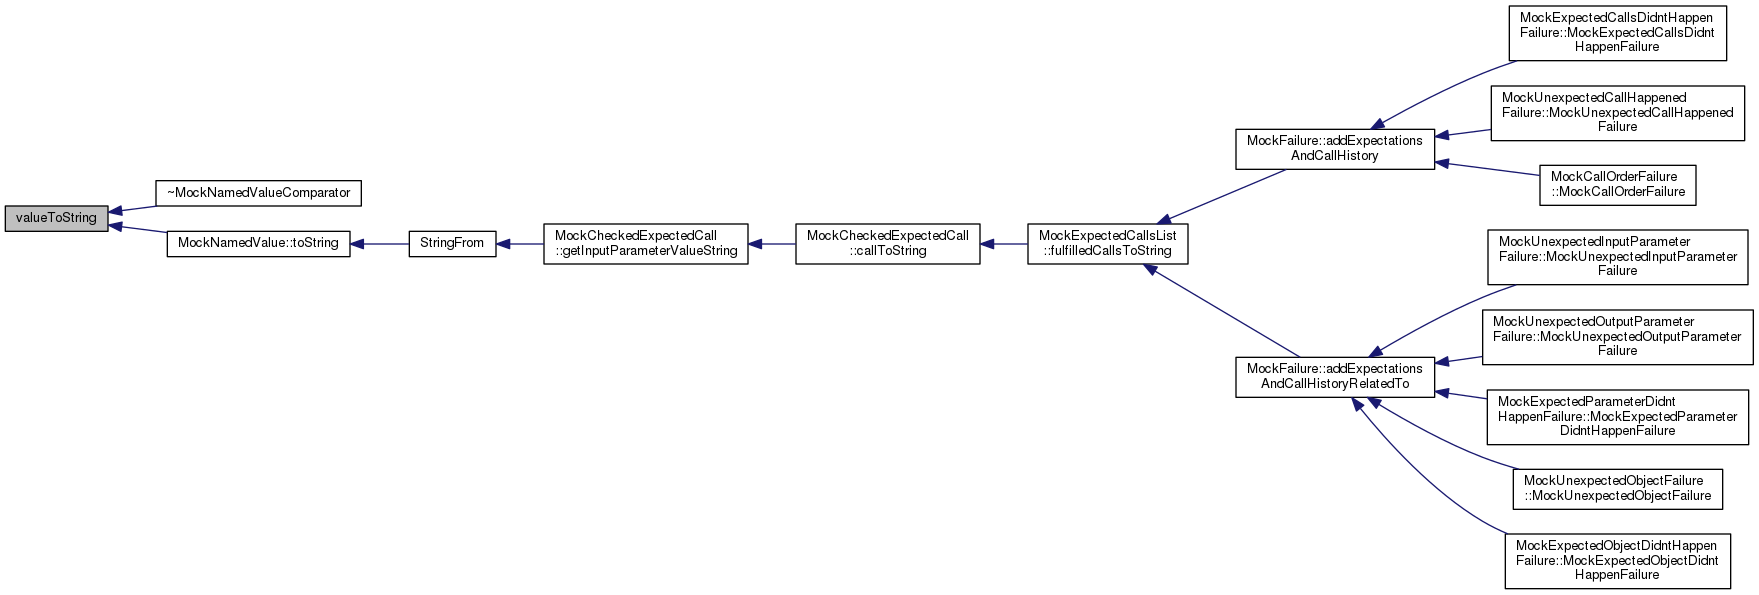 valueToString
~MockNamedValueComparator
MockNamedValue::toString
StringFrom
MockCheckedExpectedCall
::getInputParameterValueString
MockCheckedExpectedCall
::callToString
MockExpectedCallsList
::fulfilledCallsToString
MockFailure::addExpectations
AndCallHistory
MockExpectedCallsDidntHappen
Failure::MockExpectedCallsDidnt
HappenFailure
MockUnexpectedCallHappened
Failure::MockUnexpectedCallHappened
Failure
MockCallOrderFailure
::MockCallOrderFailure
MockFailure::addExpectations
AndCallHistoryRelatedTo
MockUnexpectedInputParameter
Failure::MockUnexpectedInputParameter
Failure
MockUnexpectedOutputParameter
Failure::MockUnexpectedOutputParameter
Failure
MockExpectedParameterDidnt
HappenFailure::MockExpectedParameter
DidntHappenFailure
MockUnexpectedObjectFailure
::MockUnexpectedObjectFailure
MockExpectedObjectDidntHappen
Failure::MockExpectedObjectDidnt
HappenFailure